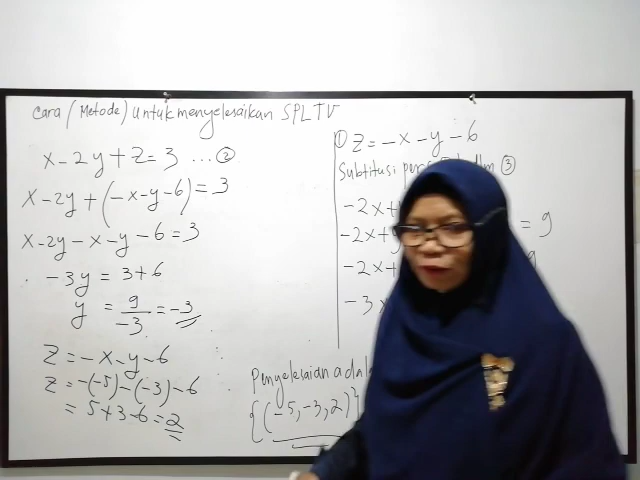 Cara (Metode) untuk menyelesaikan SPLTV
x - 2y + z = 3 ... ②
x - 2y + (-x - y - 6) = 3
x - 2y - x - y - 6 = 3
-3y = 3 + 6
y = 9/-3 = -3
z = -x - y - 6
z = -(-5) - (-3) - 6
= 5 + 3 - 6 = 2
① z = -x - y - 6
Subtitusi dlm ③
-2x +
-2x + = 9
-2x +
-3x
Penyelesaian
{(-5, -3, 2)}